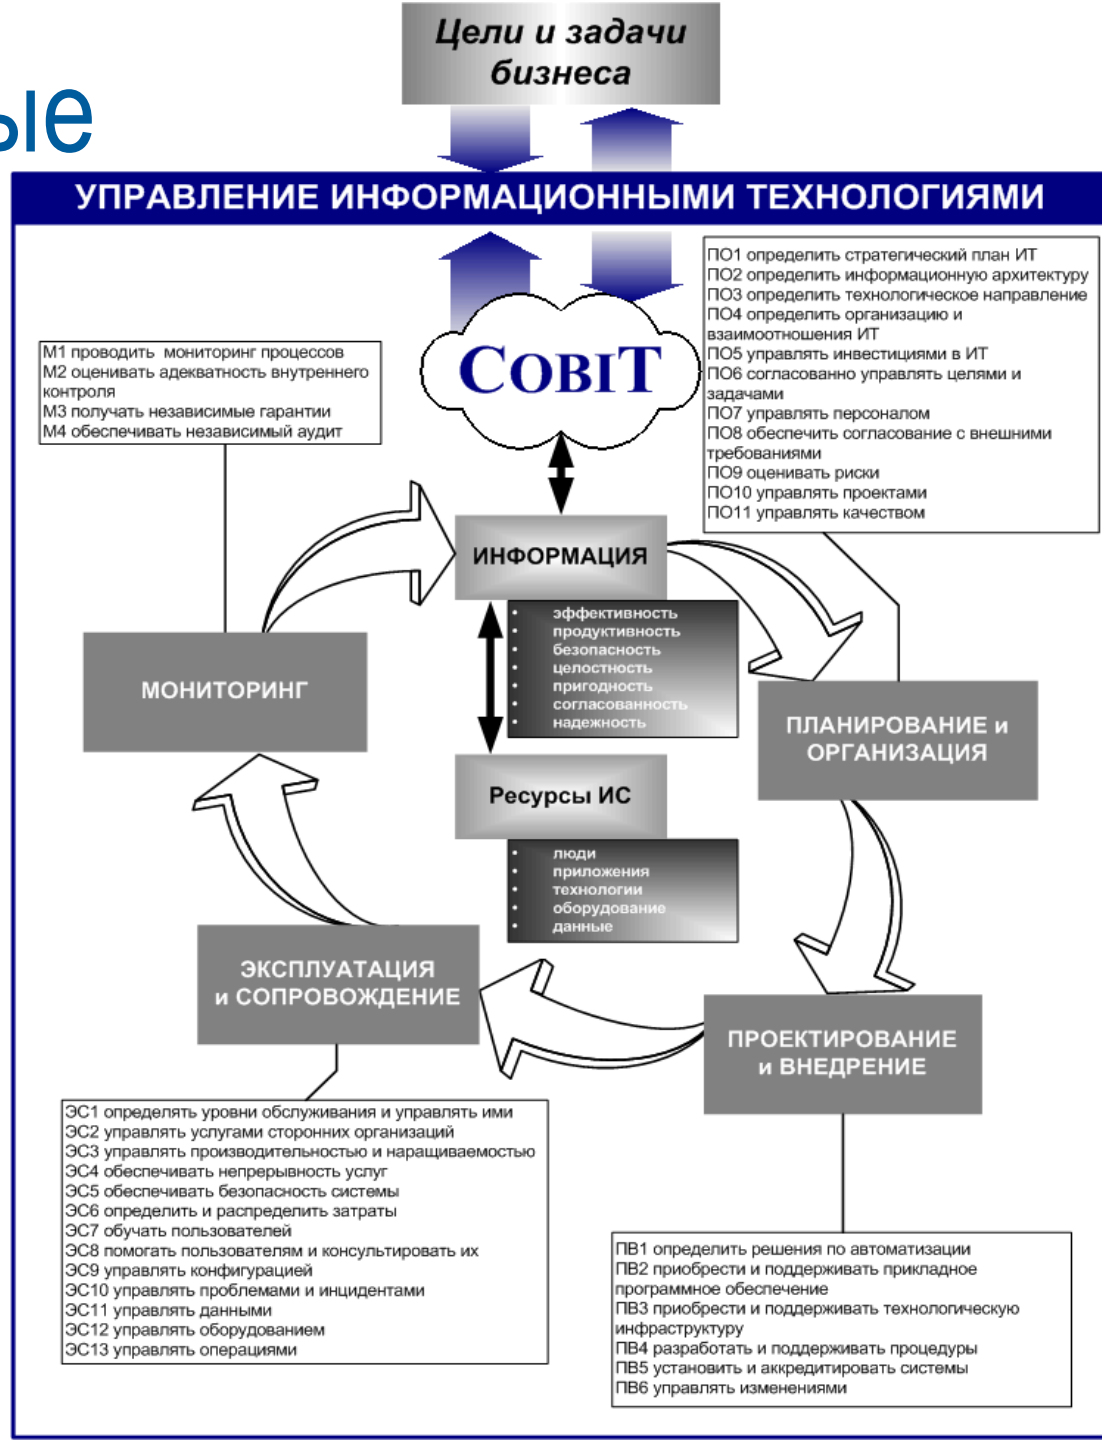 Цели и задачи
бизнеса
ые
УПРАВЛЕНИЕ ИНФОРМАЦИОННЫМИ ТЕХНОЛОГИЯМИ
ПО1 определить стратегический план ИТ
ПО2 определить информационную архитектуру
ПО3 определить технологическое направление
ПО4 определить организацию и
взаимоотношения ИТ
ПО5 управлять инвестициями в ИТ
ПО6 согласованно управлять целями и
задачами
ПО7 управлять персоналом
ПО8 обеспечить согласование с внешними
требованиями
ПО9 оценивать риски
ПО10 управлять проектами
ПО11 управлять качеством
COBIT
М1 проводить мониторинг процессов
М2 оценивать адекватность внутреннего
контроля
М3 получать независимые гарантии
М4 обеспечивать независимый аудит
ИНФОРМАЦИЯ
• эффективность
• продуктивность
• безопасность
• целостность
• пригодность
• согласованность
• надежность
МОНИТОРИНГ
ПЛАНИРОВАНИЕ и
ОРГАНИЗАЦИЯ
Ресурсы ИС
• люди
• приложения
• технологии
• оборудование
• данные
ЭКСПЛУАТАЦИЯ
и СОПРОВОЖДЕНИЕ
ПРОЕКТИРОВАНИЕ
и ВНЕДРЕНИЕ
ЭС1 определять уровни обслуживания и управлять ими
ЭС2 управлять услугами сторонних организаций
ЭС3 управлять производительностью и наращиваемостью
ЭС4 обеспечивать непрерывность услуг
ЭС5 обеспечивать безопасность системы
ЭС6 определить и распределить затраты
ЭС7 обучать пользователей
ЭС8 помогать пользователям и консультировать их
ЭС9 управлять конфигурацией
ЭС10 управлять проблемами и инцидентами
ЭС11 управлять данными
ЭС12 управлять оборудованием
ЭС13 управлять операциями
ПВ1 определить решения по автоматизации
ПВ2 приобрести и поддерживать прикладное
программное обеспечение
ПВ3 приобрести и поддерживать технологическую
инфраструктуру
ПВ4 разработать и поддерживать процедуры
ПВ5 установить и аккредитировать системы
ПВ6 управлять изменениями